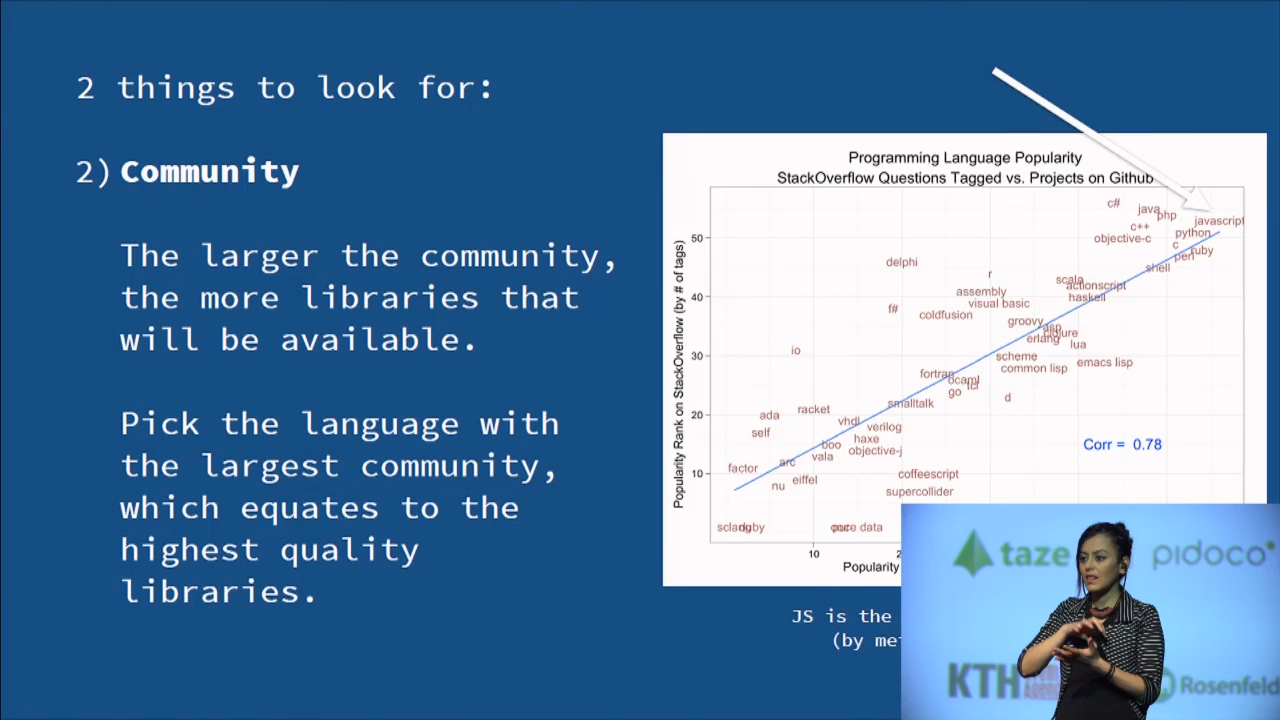 2 things to look for:
2) Community
The larger the community,
the more libraries that
will be available.
Pick the language with
the largest community,
which equates to the
highest quality
libraries.
Programming Language Popularity
StackOverflow Questions Tagged vs. Projects on Github
Popularity Rank on StackOverflow (by # of tags)
50
40
30
20
10
c#
java
php
javascript
c++
python
objective-c
c
ruby
perl
shell
delphi
r
scala
actionscript
assembly
haskell
visual basic
f#
coldfusion
groovy
asp
clojure
erlang
lua
io
scheme
emacs lisp
common lisp
fortran
ocaml
tcl
go
d
smalltalk
racket
ada
vhdl
verilog
self
haxe
boo
objective-j
vala
arc
factor
coffeescript
eiffel
nu
supercollider
Corr = 0.78
pure data
10
2
Popularity
JS is the
(by me
taze
pidoco
KTH
Rosenfeld